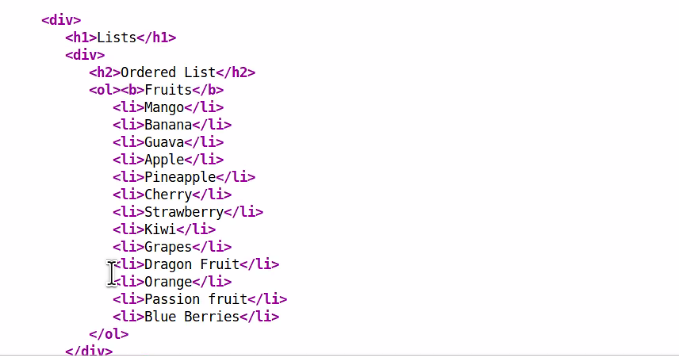 <div>
<h1>Lists</h1>
<div>
<h2>Ordered List</h2>
<ol><b>Fruits</b>
<li>Mango</li>
<li>Banana</li>
<li>Guava</li>
<li>Apple</li>
<li>Pineapple</li>
<li>Cherry</li>
<li>Strawberry</li>
<li>Kiwi</li>
<li>Grapes</li>
<li>Dragon Fruit</li>
<li>Orange</li>
<li>Passion fruit</li>
<li>Blue Berries</li>
</ol>
</div>